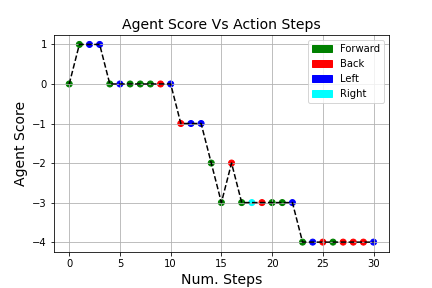 Agent Score Vs Action Steps
Agent Score
1
0
−1
−2
−3
−4
Forward
Back
Left
Right
0 5 10 15 20 25 30
Num. Steps